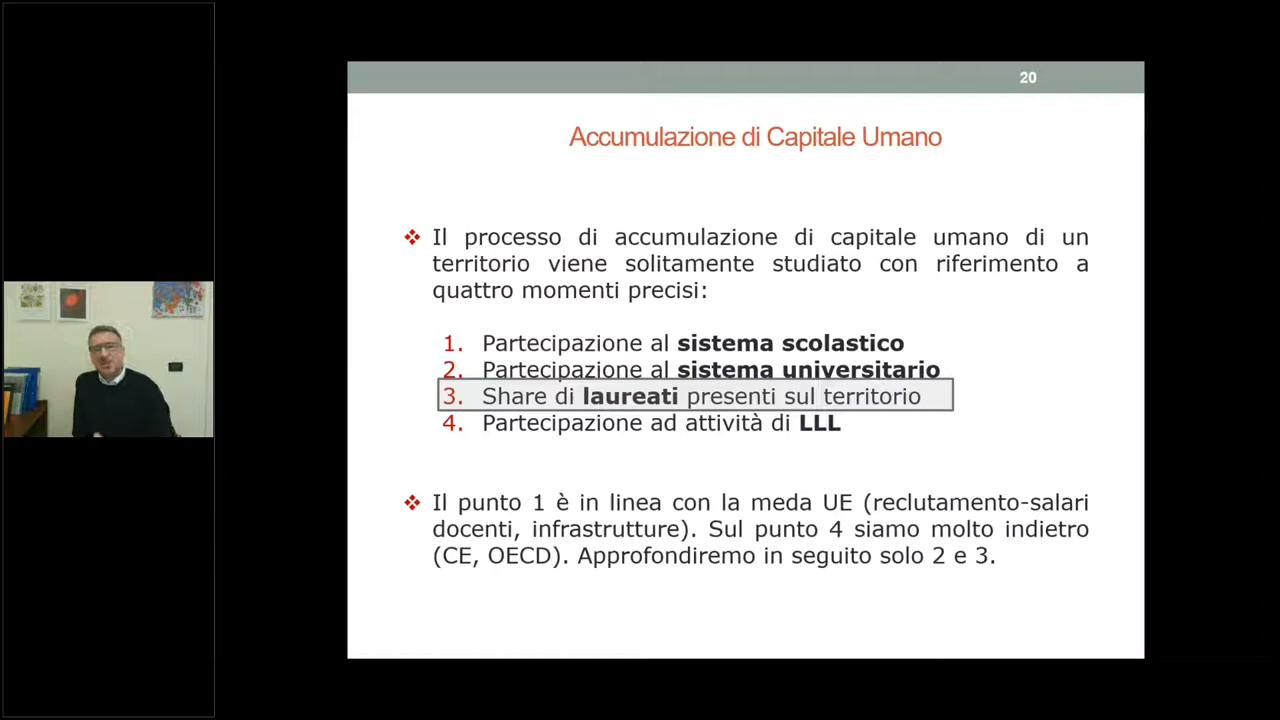 20
Accumulazione di Capitale Umano
❖ Il processo di accumulazione di capitale umano di un
territorio viene solitamente studiato con riferimento a
quattro momenti precisi:
1. Partecipazione al sistema scolastico
2. Partecipazione al sistema universitario
3. Share di laureati presenti sul territorio
4. Partecipazione ad attività di LLL
❖ Il punto 1 è in linea con la meda UE (reclutamento-salari
docenti, infrastrutture). Sul punto 4 siamo molto indietro
(CE, OECD). Approfondiremo in seguito solo 2 e 3.